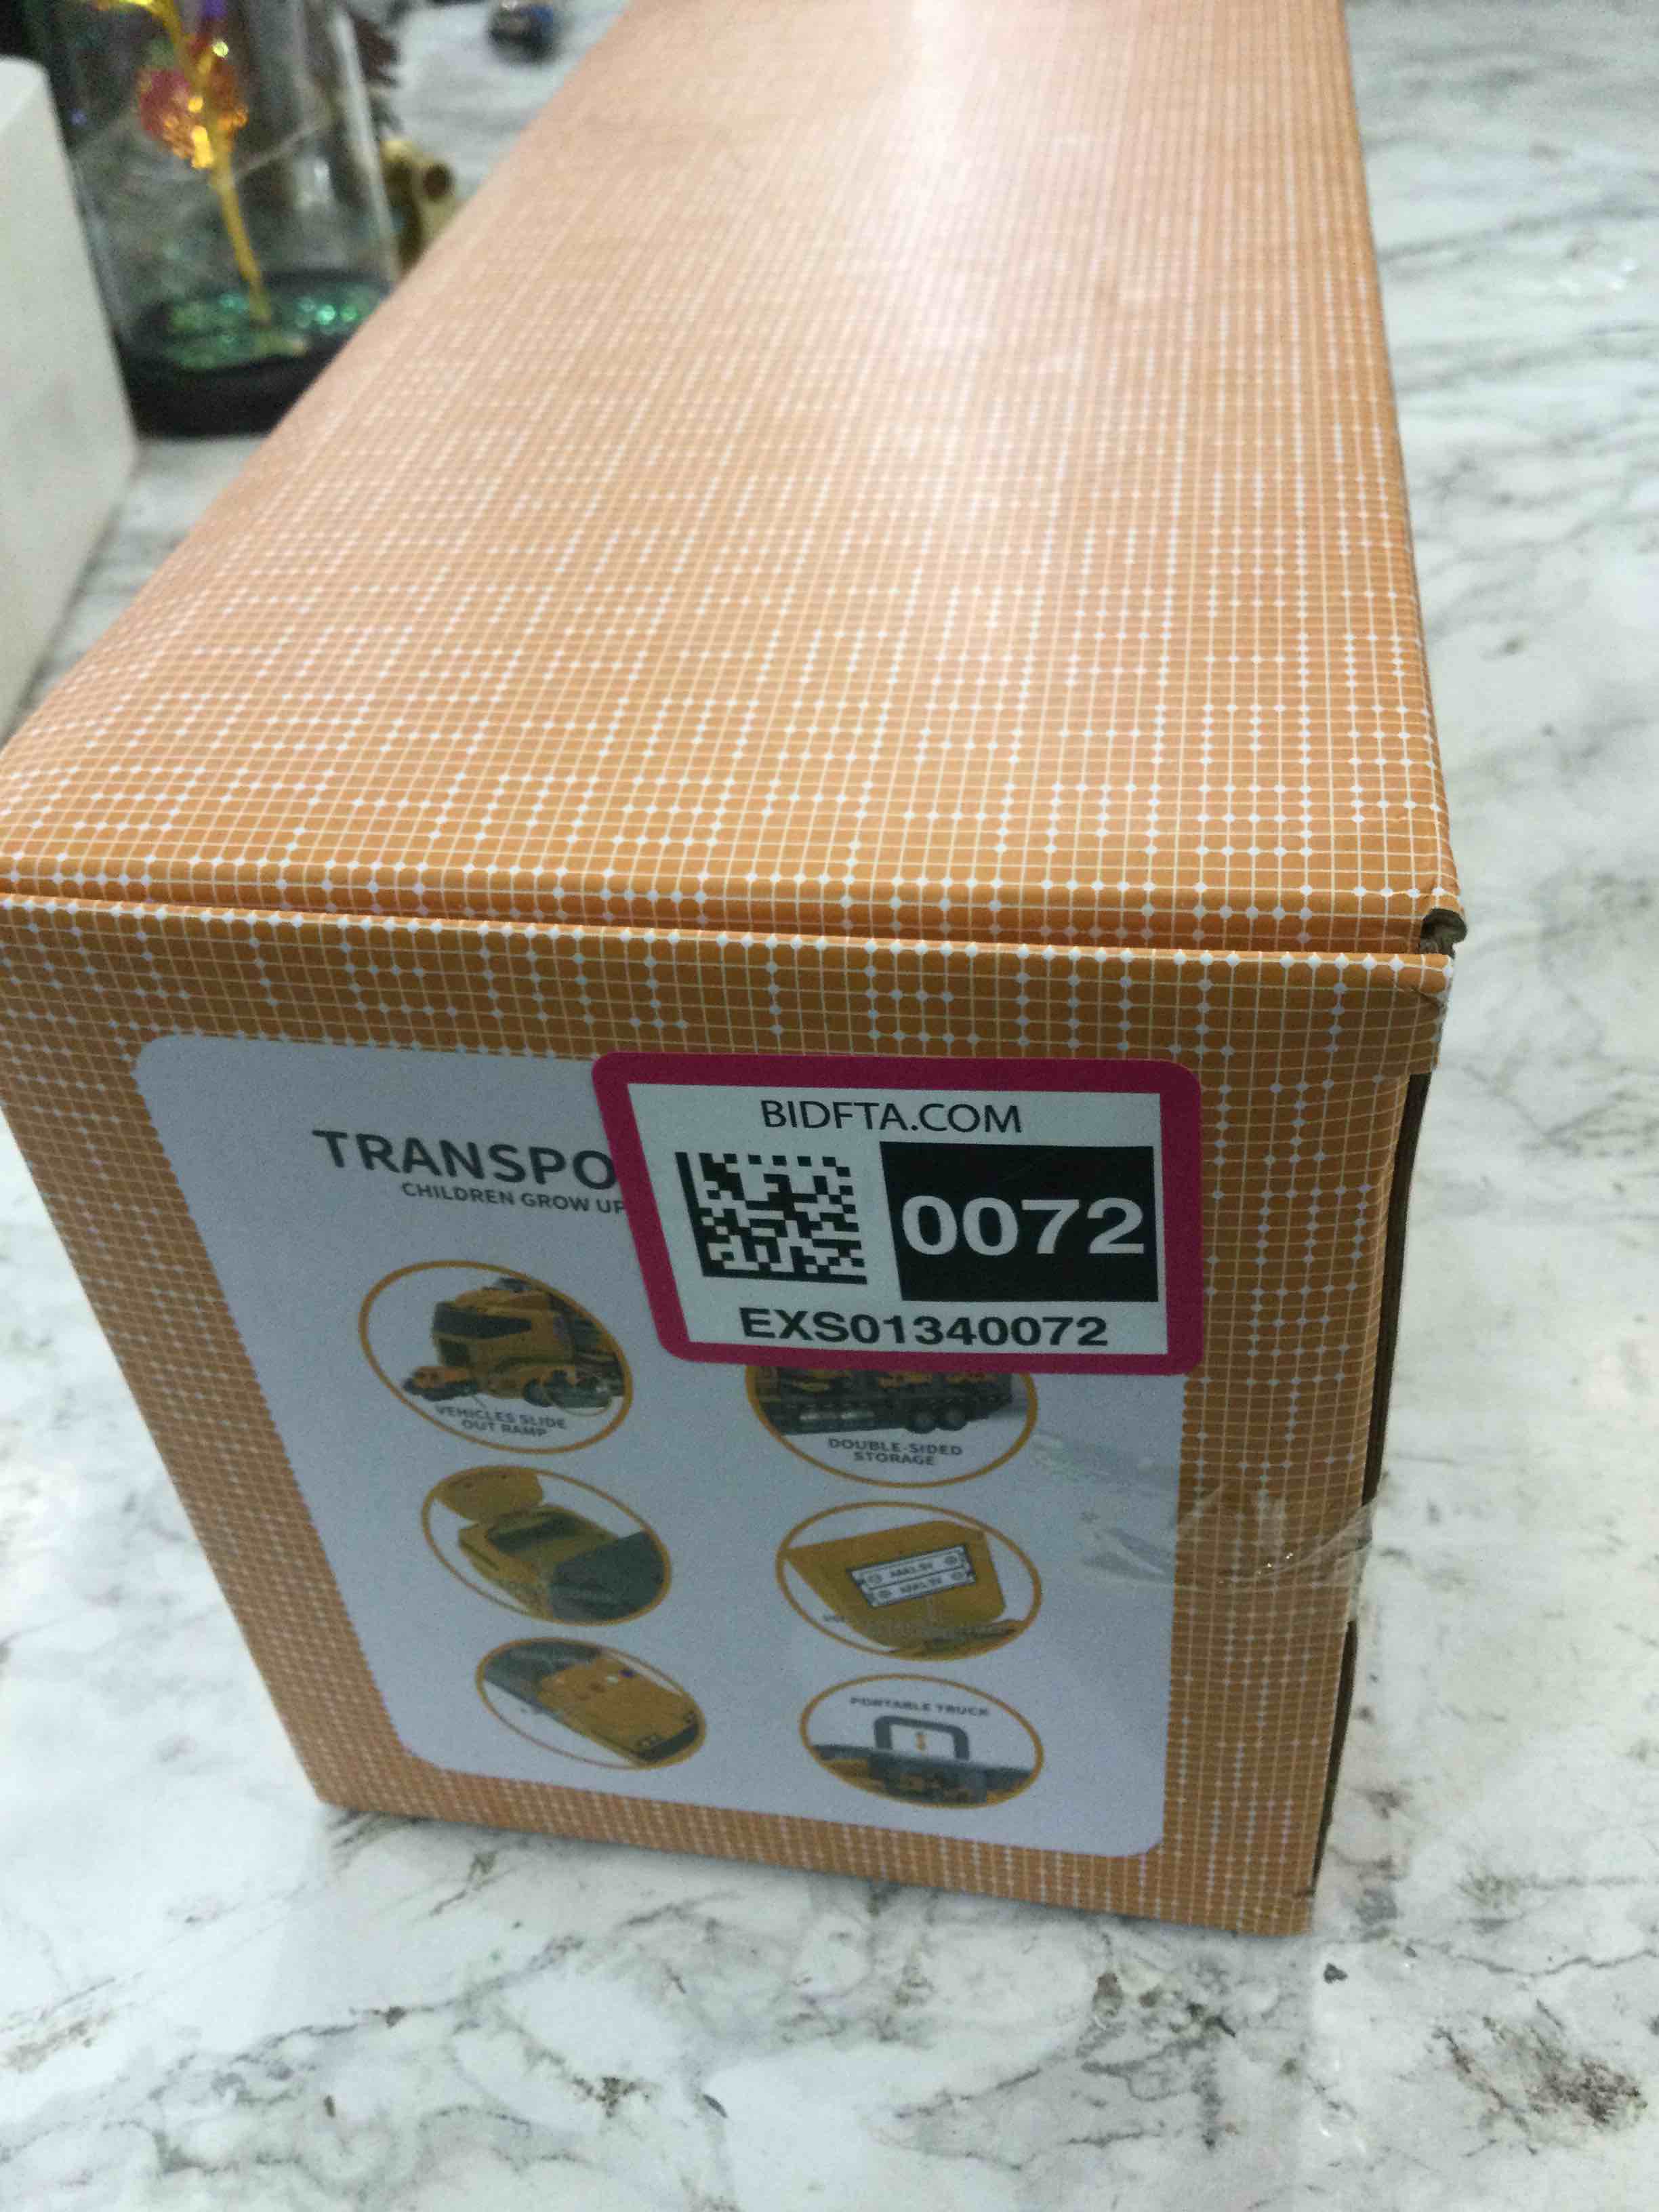 BIDFTA.COM
0072
EXS01340072
TRANSPO
CHILDREN GROW UP
VEHICLES SLIDE
OUT RAMP
DOUBLE-SIDED
STORAGE
PORTABLE TRUCK